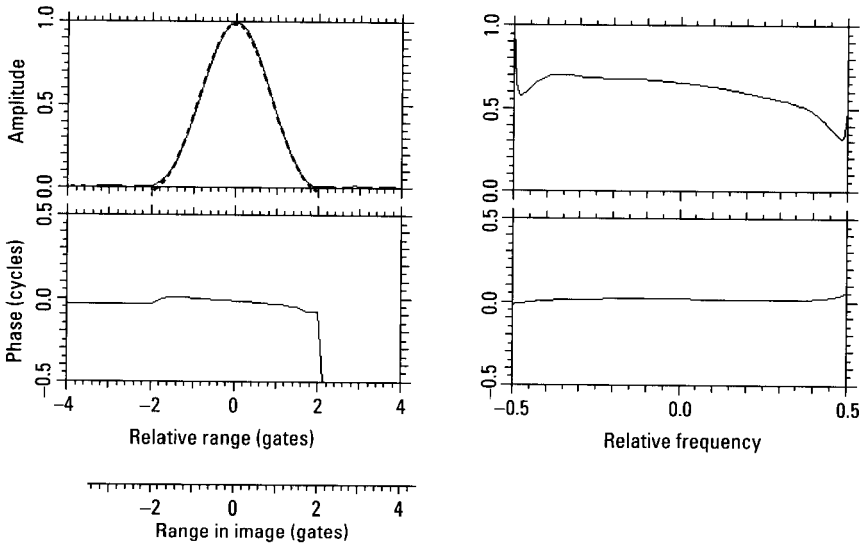 Amplitude
1.0
0.5
0.0
Phase (cycles)
0.5
0.0
−0.5
−4 −2 0 2 4
Relative range (gates)
−2 0 2 4
Range in image (gates)
1.0
0.5
0.0
0.5
0.0
−0.5
−0.5 0.0 0.5
Relative frequency